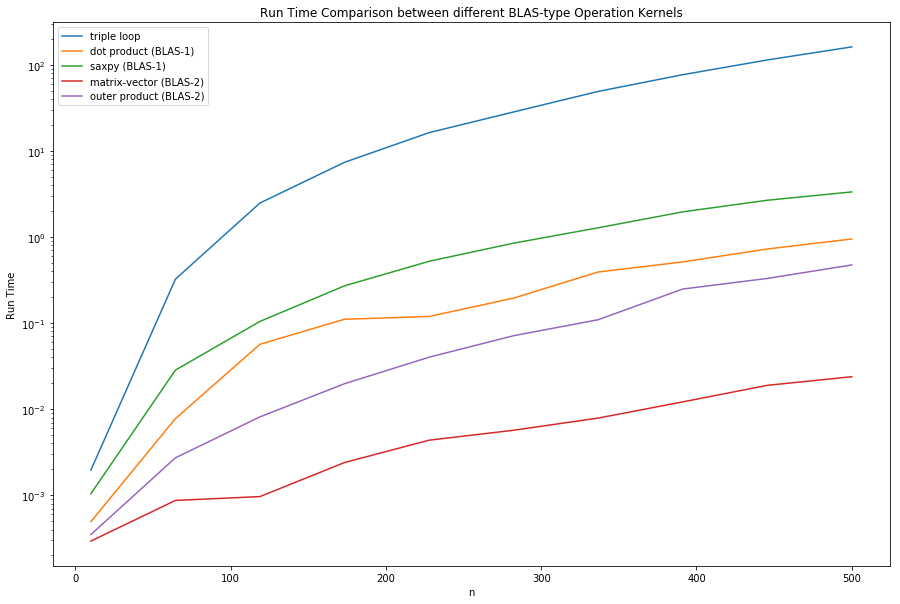 Run Time Comparison between different BLAS-type Operation Kernels
triple loop
dot product (BLAS-1)
saxpy (BLAS-1)
matrix-vector (BLAS-2)
outer product (BLAS-2)
Run Time
10²
10¹
10⁰
10⁻¹
10⁻²
10⁻³
0 100 200 300 400 500
n